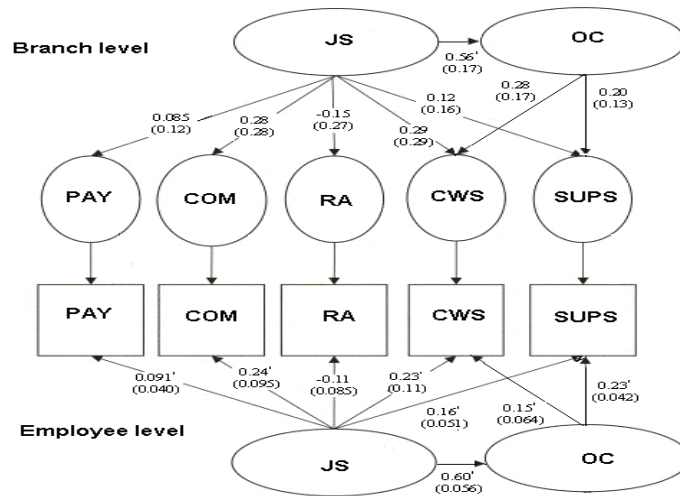 JS
OC
Branch level
0.56'
(0.17)
0.085
(0.12)
0.28
(0.28)
-0.15
(0.27)
0.29
(0.29)
0.12
(0.16)
0.28
(0.17)
0.20
(0.13)
PAY
COM
RA
CWS
SUPS
PAY
COM
RA
CWS
SUPS
0.091'
(0.040)
0.24'
(0.095)
-0.11
(0.085)
0.23'
(0.11)
0.16'
(0.051)
0.15'
(0.064)
0.23'
(0.042)
Employee level
JS
OC
0.60'
(0.056)